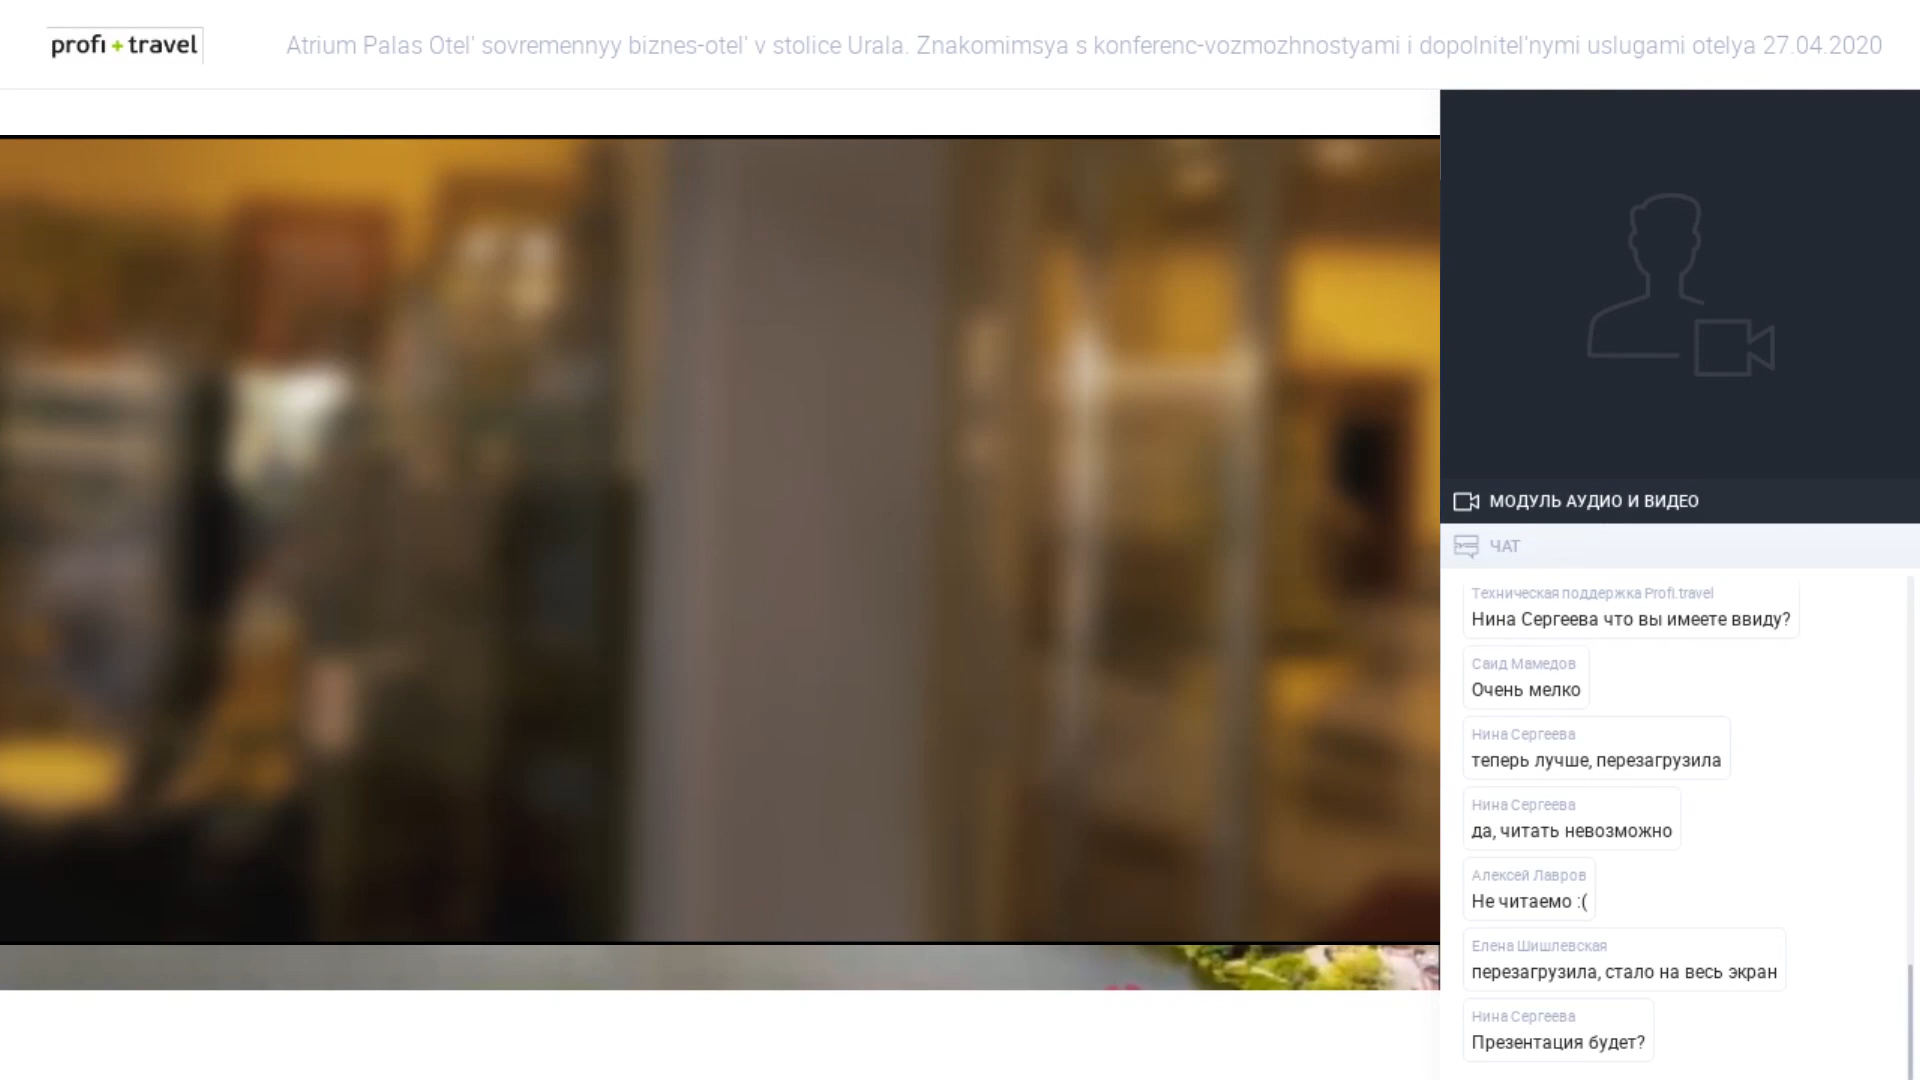 profi + travel
Atrium Palas Otel' sovremennyy biznes-otel' v stolice Urala. Znakomimsya s konferenc-vozmozhnostyami i dopolnitel'nymi uslugami otelya 27.04.2020
МОДУЛЬ АУДИО И ВИДЕО
ЧАТ
Техническая поддержка Profi.travel
Нина Сергеева что вы имеете ввиду?
Саид Мамедов
Очень мелко
Нина Сергеева
теперь лучше, перезагрузила
Нина Сергеева
да, читать невозможно
Алексей Лавров
Не читаемо :(
Елена Шишлевская
перезагрузила, стало на весь экран
Нина Сергеева
Презентация будет?